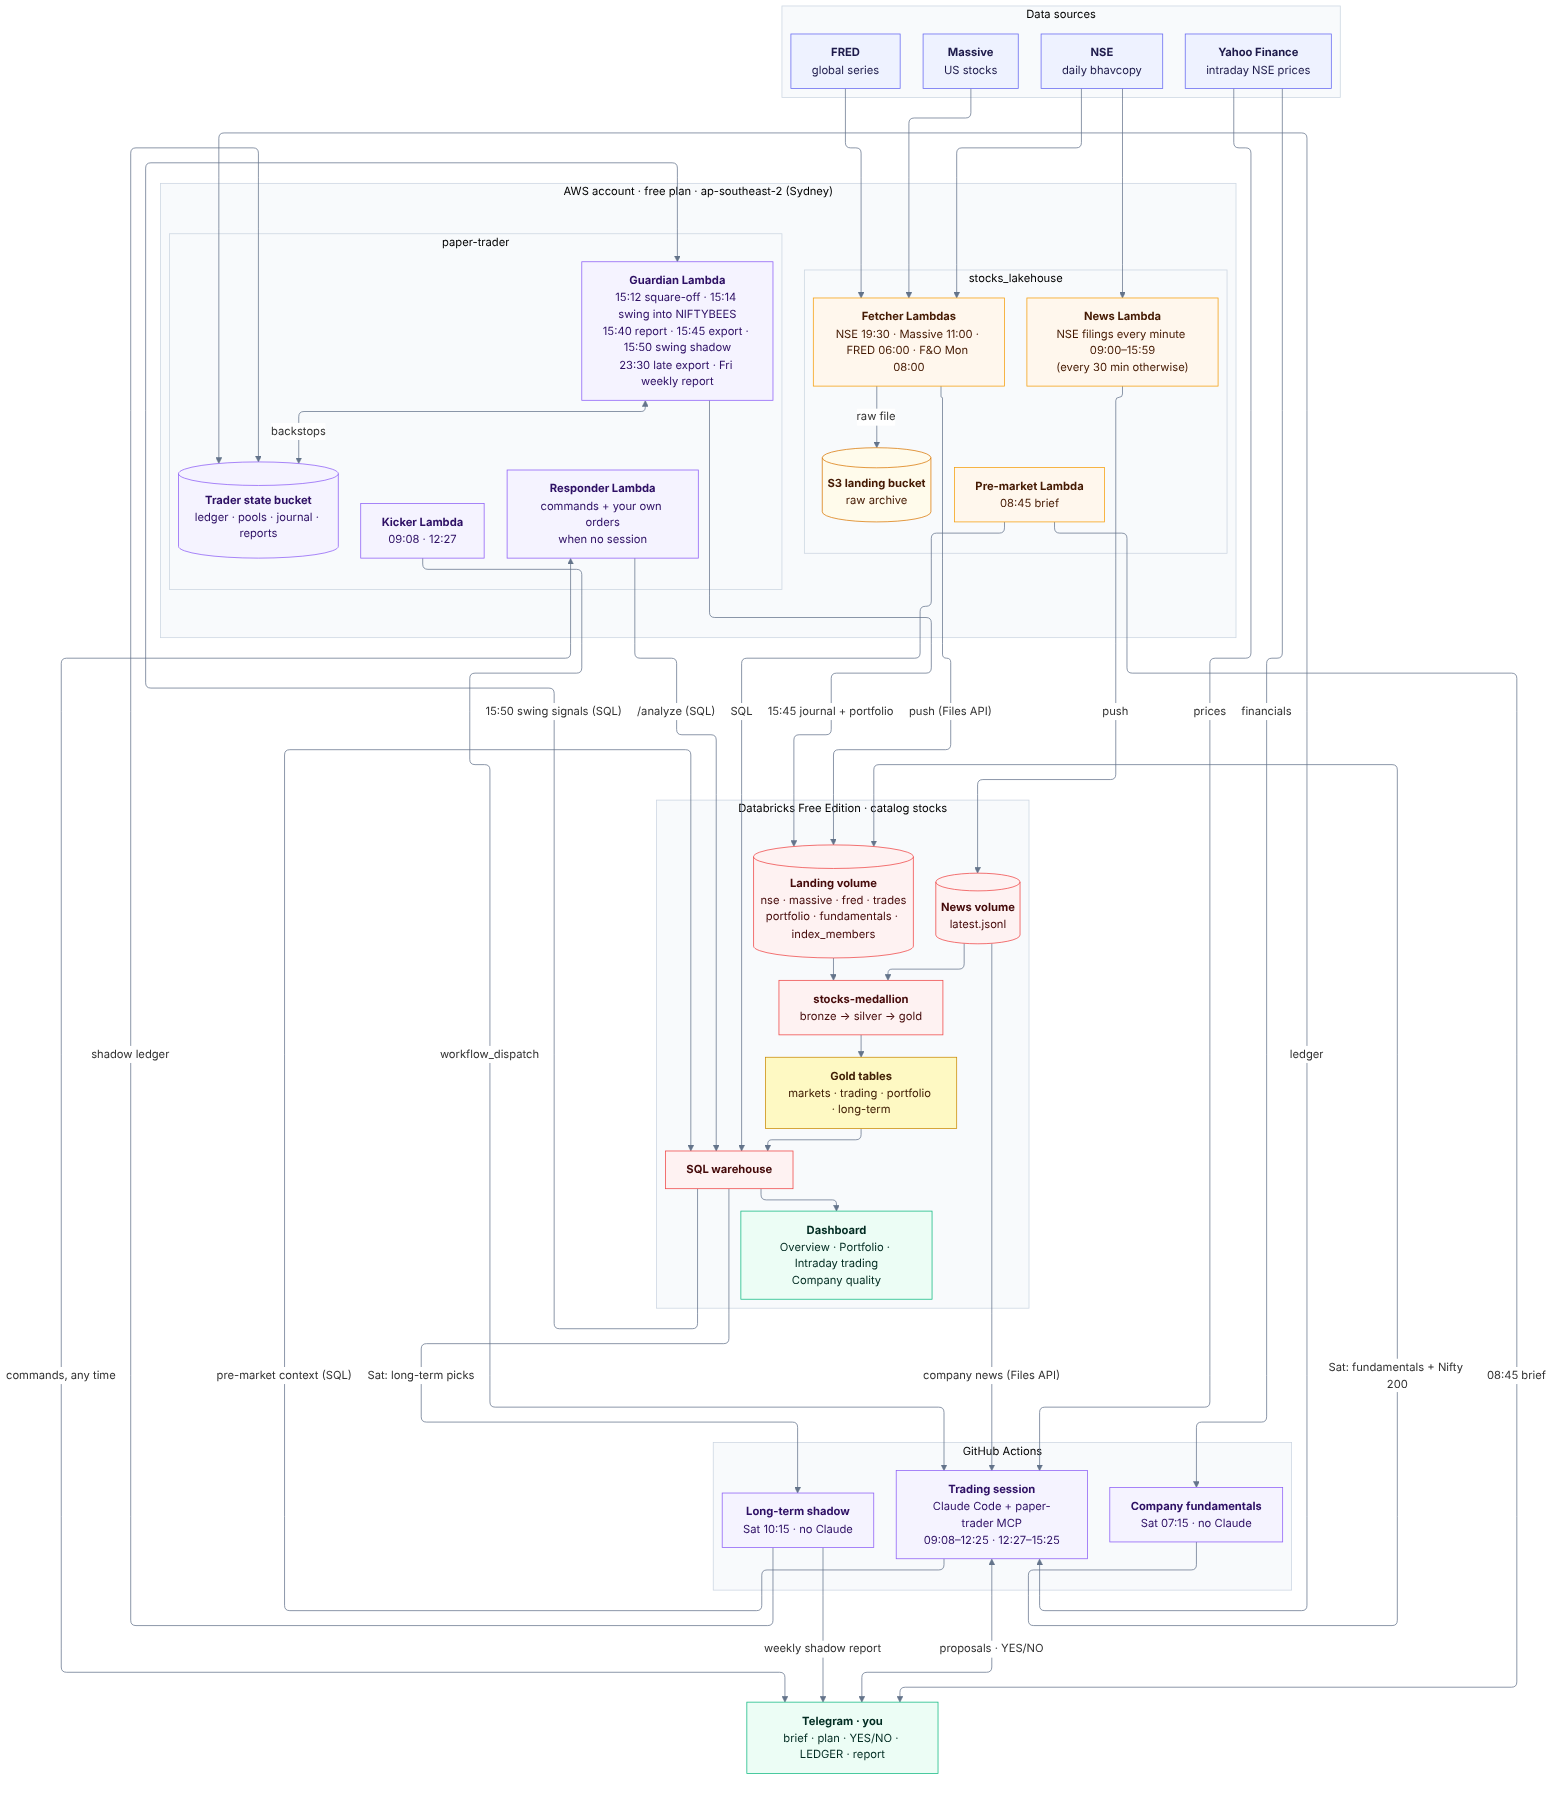 Data sources
FRED
global series
Massive
US stocks
NSE
daily bhavcopy
Yahoo Finance
intraday NSE prices
AWS account · free plan · ap-southeast-2 (Sydney)
paper-trader
Guardian Lambda
15:12 square-off · 15:14
swing into NIFTYBEES
15:40 report · 15:45 export ·
15:50 swing shadow
23:30 late export · Fri
weekly report
backstops
Trader state bucket
ledger · pools · journal ·
reports
Kicker Lambda
09:08 · 12:27
Responder Lambda
commands + your own
orders
when no session
stocks_lakehouse
Fetcher Lambdas
NSE 19:30 · Massive 11:00 ·
FRED 06:00 · F&O Mon
08:00
News Lambda
NSE filings every minute
09:00–15:59
(every 30 min otherwise)
raw file
S3 landing bucket
raw archive
Pre-market Lambda
08:45 brief
15:50 swing signals (SQL)
/analyze (SQL)
SQL
15:45 journal + portfolio
push (Files API)
push
prices
financials
Databricks Free Edition · catalog stocks
Landing volume
nse · massive · fred · trades
portfolio · fundamentals ·
index_members
News volume
latest.jsonl
stocks-medallion
bronze → silver → gold
Gold tables
markets · trading · portfolio
· long-term
SQL warehouse
Dashboard
Overview · Portfolio ·
Intraday trading
Company quality
shadow ledger
workflow_dispatch
ledger
commands, any time
pre-market context (SQL)
Sat: long-term picks
company news (Files API)
Sat: fundamentals + Nifty
200
08:45 brief
GitHub Actions
Long-term shadow
Sat 10:15 · no Claude
Trading session
Claude Code + paper-
trader MCP
09:08–12:25 · 12:27–15:25
Company fundamentals
Sat 07:15 · no Claude
weekly shadow report
proposals · YES/NO
Telegram · you
brief · plan · YES/NO ·
LEDGER · report